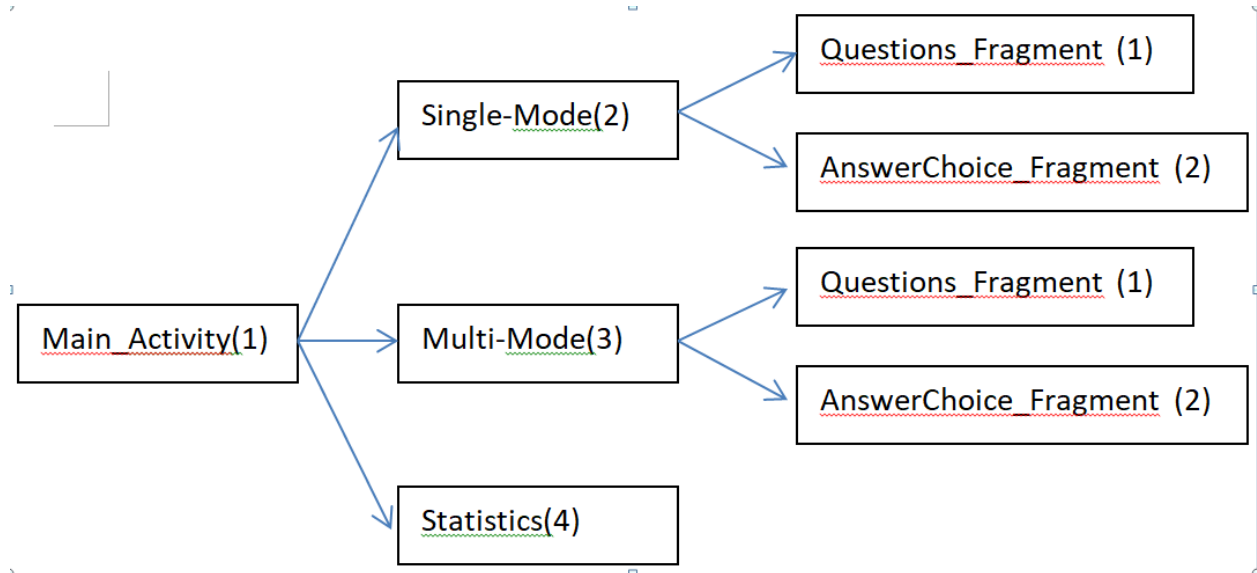 Main_Activity(1)
Single-Mode(2)
Questions_Fragment (1)
AnswerChoice_Fragment (2)
Multi-Mode(3)
Questions_Fragment (1)
AnswerChoice_Fragment (2)
Statistics(4)